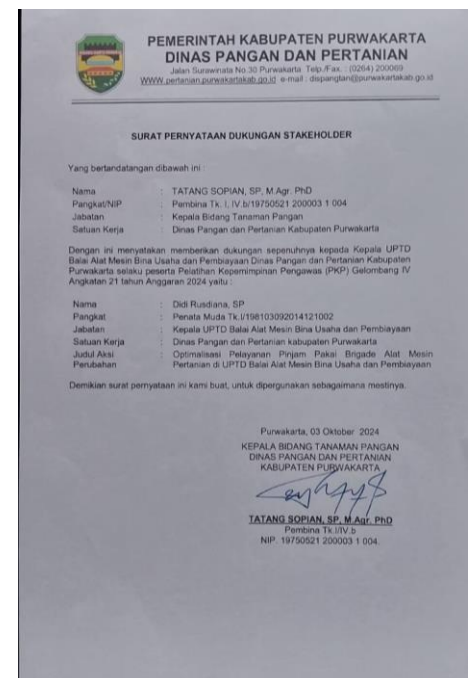 PEMERINTAH KABUPATEN PURWAKARTA
DINAS PANGAN DAN PERTANIAN
Jalan Surawinata No.30 Purwakarta Telp./Fax. : (0264) 200069
WWW.pertanian.purwakartakab.go.id e-mail : dispangtan@purwakartakab.go.id
SURAT PERNYATAAN DUKUNGAN STAKEHOLDER
Yang bertandatangan dibawah ini :
Nama : TATANG SOPIAN, SP, M.Agr. PhD
Pangkat/NIP : Pembina Tk. I, IV.b/19750521 200003 1 004
Jabatan : Kepala Bidang Tanaman Pangan
Satuan Kerja : Dinas Pangan dan Pertanian Kabupaten Purwakarta
Dengan ini menyatakan memberikan dukungan sepenuhnya kepada Kepala UPTD
Balai Alat Mesin Bina Usaha dan Pembiayaan Dinas Pangan dan Pertanian Kabupaten
Purwakarta selaku peserta Pelatihan Kepemimpinan Pengawas (PKP) Gelombang IV
Angkatan 21 tahun Anggaran 2024 yaitu :
Nama : Didi Rusdiana, SP
Pangkat : Penata Muda Tk.I/198103092014121002
Jabatan : Kepala UPTD Balai Alat Mesin Bina Usaha dan Pembiayaan
Satuan Kerja : Dinas Pangan dan Pertanian kabupaten Purwakarta
Judul Aksi : Optimalisasi Pelayanan Pinjam Pakai Brigade Alat Mesin
Perubahan Pertanian di UPTD Balai Alat Mesin Bina Usaha dan Pembiayaan
Demikian surat pernyataan ini kami buat, untuk dipergunakan sebagaimana mestinya.
Purwakarta, 03 Oktober 2024
KEPALA BIDANG TANAMAN PANGAN
DINAS PANGAN DAN PERTANIAN
KABUPATEN PURWAKARTA
TATANG SOPIAN, SP, M.Agr. PhD
Pembina Tk.I/IV.b
NIP. 19750521 200003 1 004